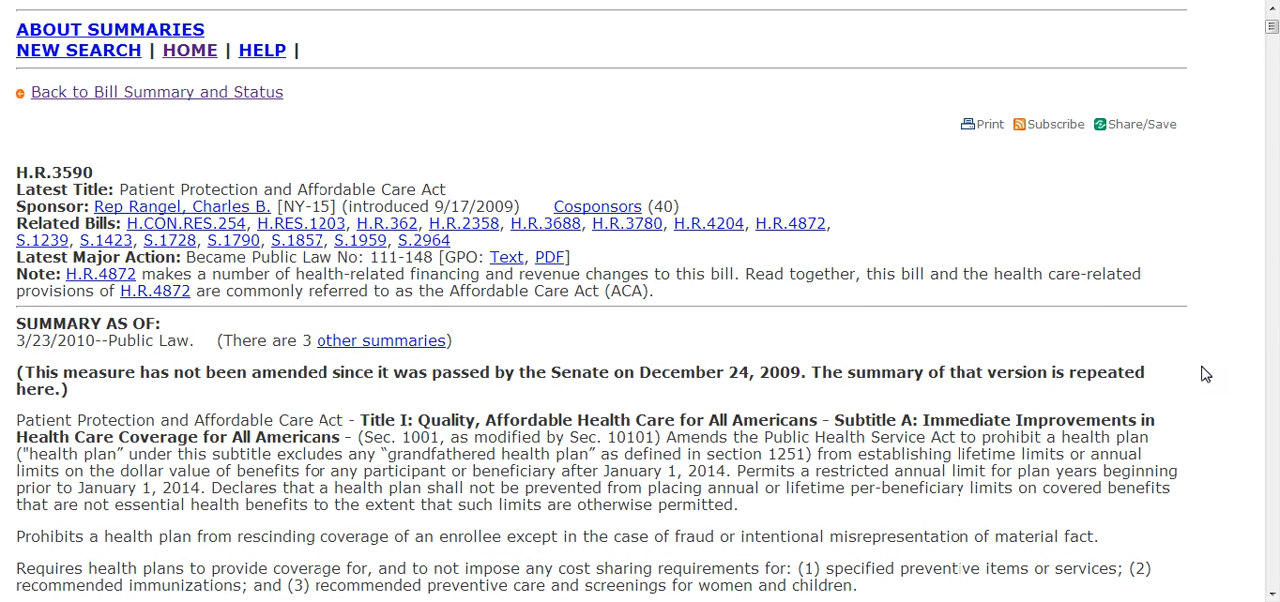 ABOUT SUMMARIES
NEW SEARCH | HOME | HELP |
Back to Bill Summary and Status
Print Subscribe Share/Save
H.R.3590
Latest Title: Patient Protection and Affordable Care Act
Sponsor: Rep Rangel, Charles B. [NY-15] (introduced 9/17/2009) Cosponsors (40)
Related Bills: H.CON.RES.254, H.RES.1203, H.R.362, H.R.2358, H.R.3688, H.R.3780, H.R.4204, H.R.4872,
S.1239, S.1423, S.1728, S.1790, S.1857, S.1959, S.2964
Latest Major Action: Became Public Law No: 111-148 [GPO: Text, PDF]
Note: H.R.4872 makes a number of health-related financing and revenue changes to this bill. Read together, this bill and the health care-related
provisions of H.R.4872 are commonly referred to as the Affordable Care Act (ACA).
SUMMARY AS OF:
3/23/2010--Public Law. (There are 3 other summaries)
(This measure has not been amended since it was passed by the Senate on December 24, 2009. The summary of that version is repeated
here.)
Patient Protection and Affordable Care Act - Title I: Quality, Affordable Health Care for All Americans - Subtitle A: Immediate Improvements in
Health Care Coverage for All Americans - (Sec. 1001, as modified by Sec. 10101) Amends the Public Health Service Act to prohibit a health plan
("health plan” under this subtitle excludes any “grandfathered health plan” as defined in section 1251) from establishing lifetime limits or annual
limits on the dollar value of benefits for any participant or beneficiary after January 1, 2014. Permits a restricted annual limit for plan years beginning
prior to January 1, 2014. Declares that a health plan shall not be prevented from placing annual or lifetime per-beneficiary limits on covered benefits
that are not essential health benefits to the extent that such limits are otherwise permitted.
Prohibits a health plan from rescinding coverage of an enrollee except in the case of fraud or intentional misrepresentation of material fact.
Requires health plans to provide coverage for, and to not impose any cost sharing requirements for: (1) specified preventive items or services; (2)
recommended immunizations; and (3) recommended preventive care and screenings for women and children.